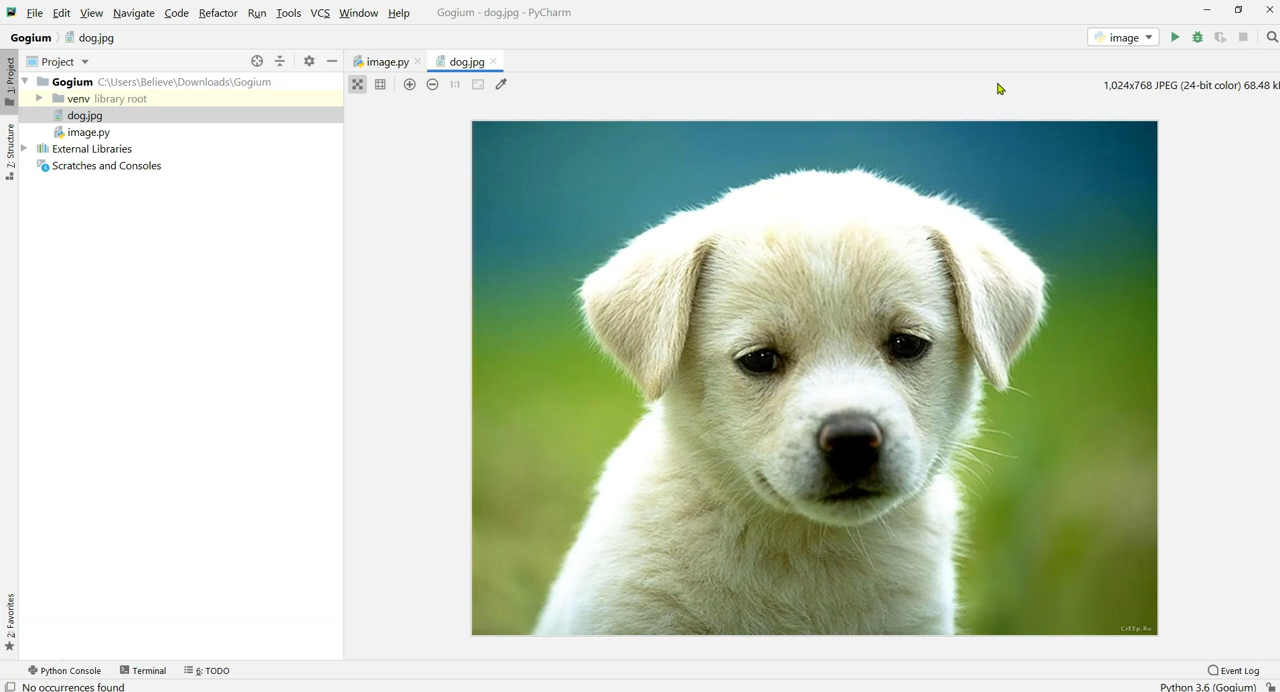 File Edit View Navigate Code Refactor Run Tools VCS Window Help Gogium - dog.jpg - PyCharm
Gogium dog.jpg image
1: Project Project image.py dog.jpg
Gogium C:\Users\Believe\Downloads\Gogium
1:1 1,024x768 JPEG (24-bit color) 68.48 k
venv library root
dog.jpg
image.py
Z: Structure
External Libraries
Scratches and Consoles
2: Favorites
CrEEp.Ru
Python Console Terminal 6: TODO Event Log
No occurrences found Python 3.6 (Gogium)